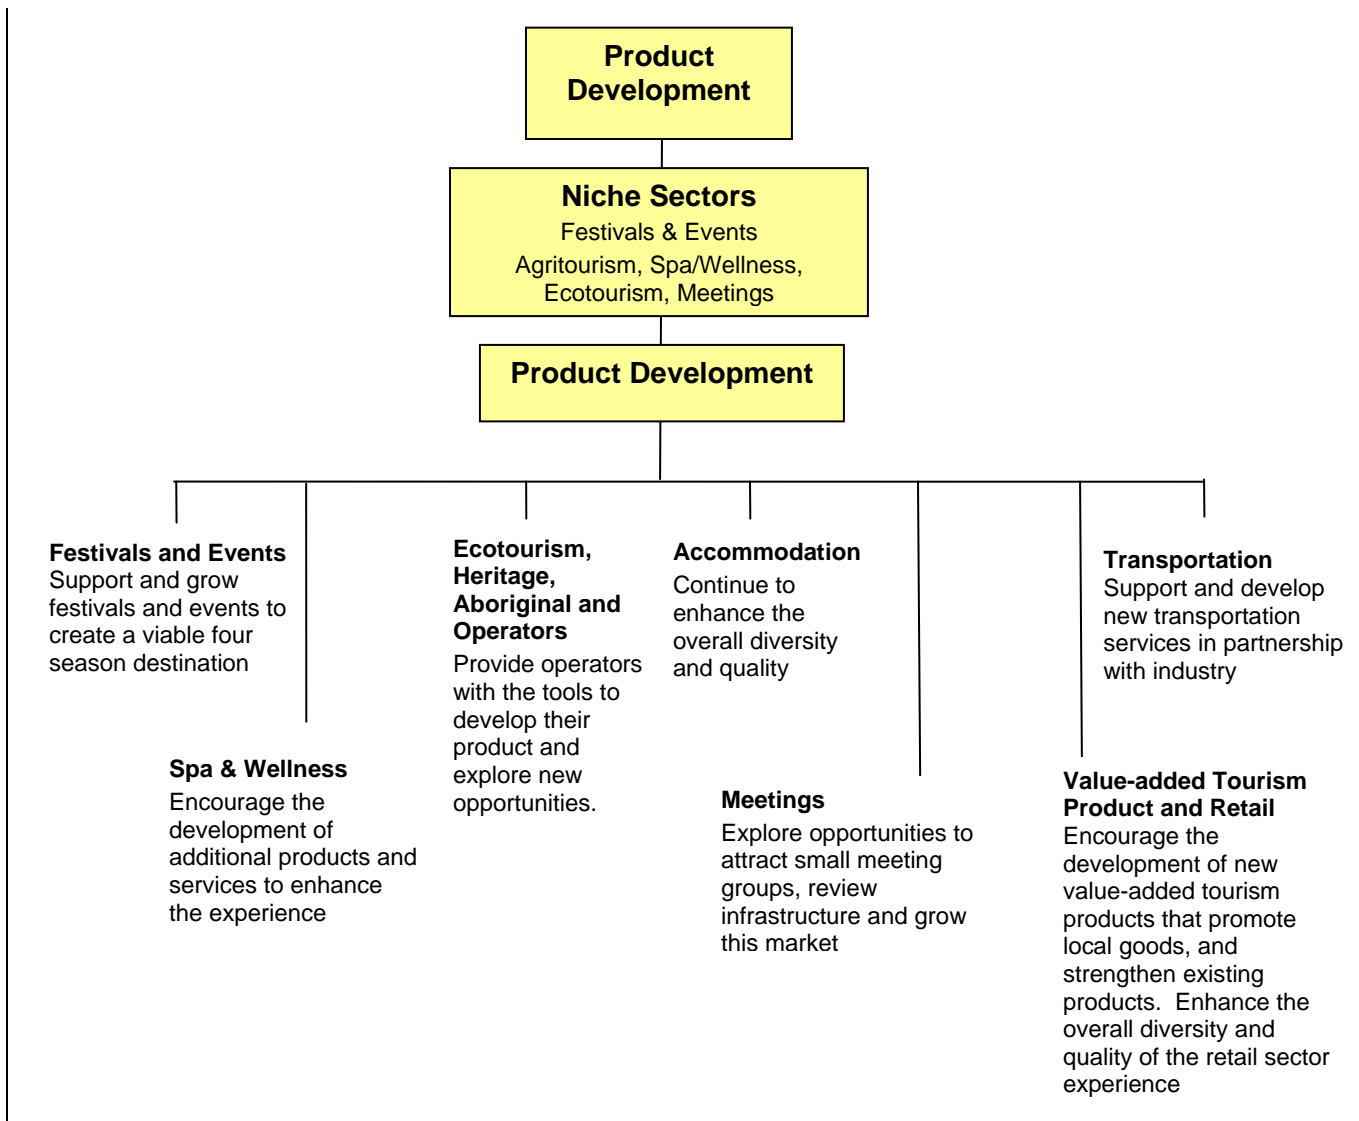 Product
Development
Niche Sectors
Festivals & Events
Agritourism, Spa/Wellness,
Ecotourism, Meetings
Product Development
Festivals and Events
Support and grow
festivals and events to
create a viable four
season destination
Spa & Wellness
Encourage the
development of
additional products and
services to enhance
the experience
Ecotourism,
Heritage,
Aboriginal and
Operators
Provide operators
with the tools to
develop their
product and
explore new
opportunities.
Accommodation
Continue to
enhance the
overall diversity
and quality
Meetings
Explore opportunities to
attract small meeting
groups, review
infrastructure and grow
this market
Transportation
Support and develop
new transportation
services in partnership
with industry
Value-added Tourism
Product and Retail
Encourage the
development of new
value-added tourism
products that promote
local goods, and
strengthen existing
products.  Enhance the
overall diversity and
quality of the retail sector
experience